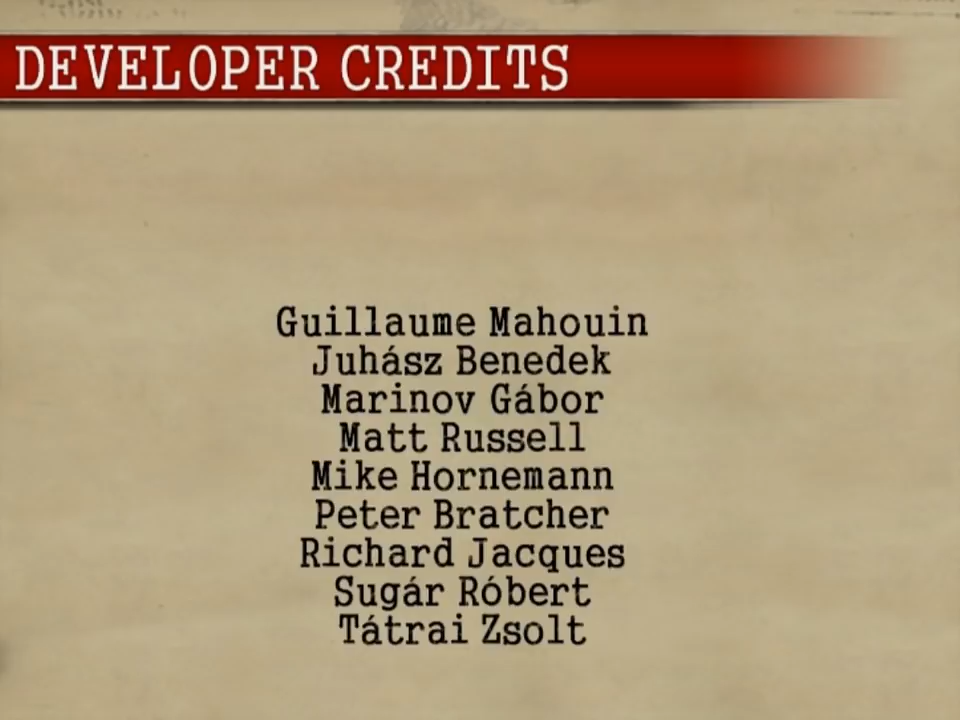 DEVELOPER CREDITS
Guillaume Mahouin
Juhász Benedek
Marinov Gábor
Matt Russell
Mike Hornemann
Peter Bratcher
Richard Jacques
Sugár Róbert
Tátrai Zsolt